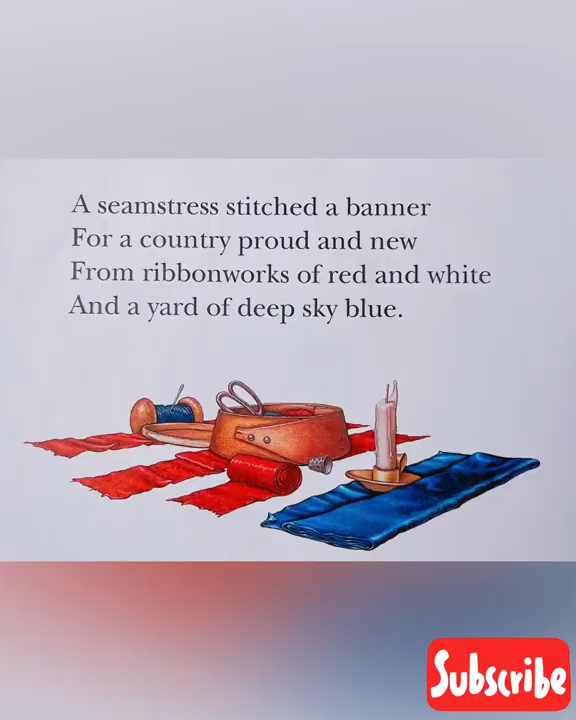 A seamstress stitched a banner
For a country proud and new
From ribbonworks of red and white
And a yard of deep sky blue.
Subscribe